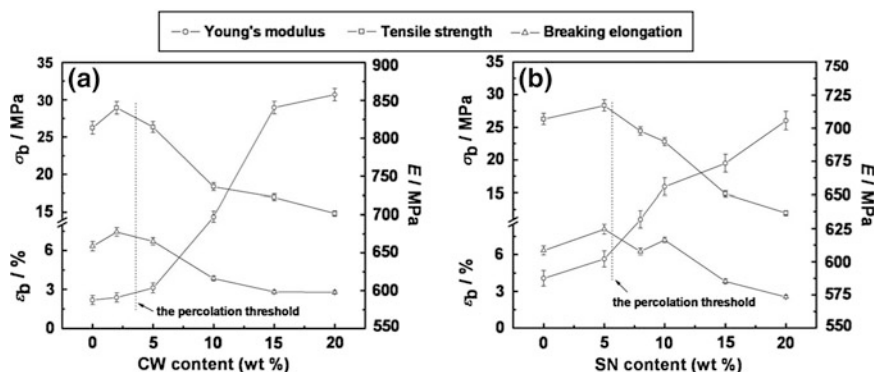 Young's modulus Tensile strength Breaking elongation
(a)
σb / MPa
35
30
25
20
15
εb / %
6
3
0
900
850
800
750
700
650
600
550
E / MPa
the percolation threshold
0 5 10 15 20
CW content (wt %)
(b)
σb / MPa
35
30
25
20
15
εb / %
6
3
0
750
725
700
675
650
625
600
575
550
E / MPa
the percolation threshold
0 5 10 15 20
SN content (wt %)